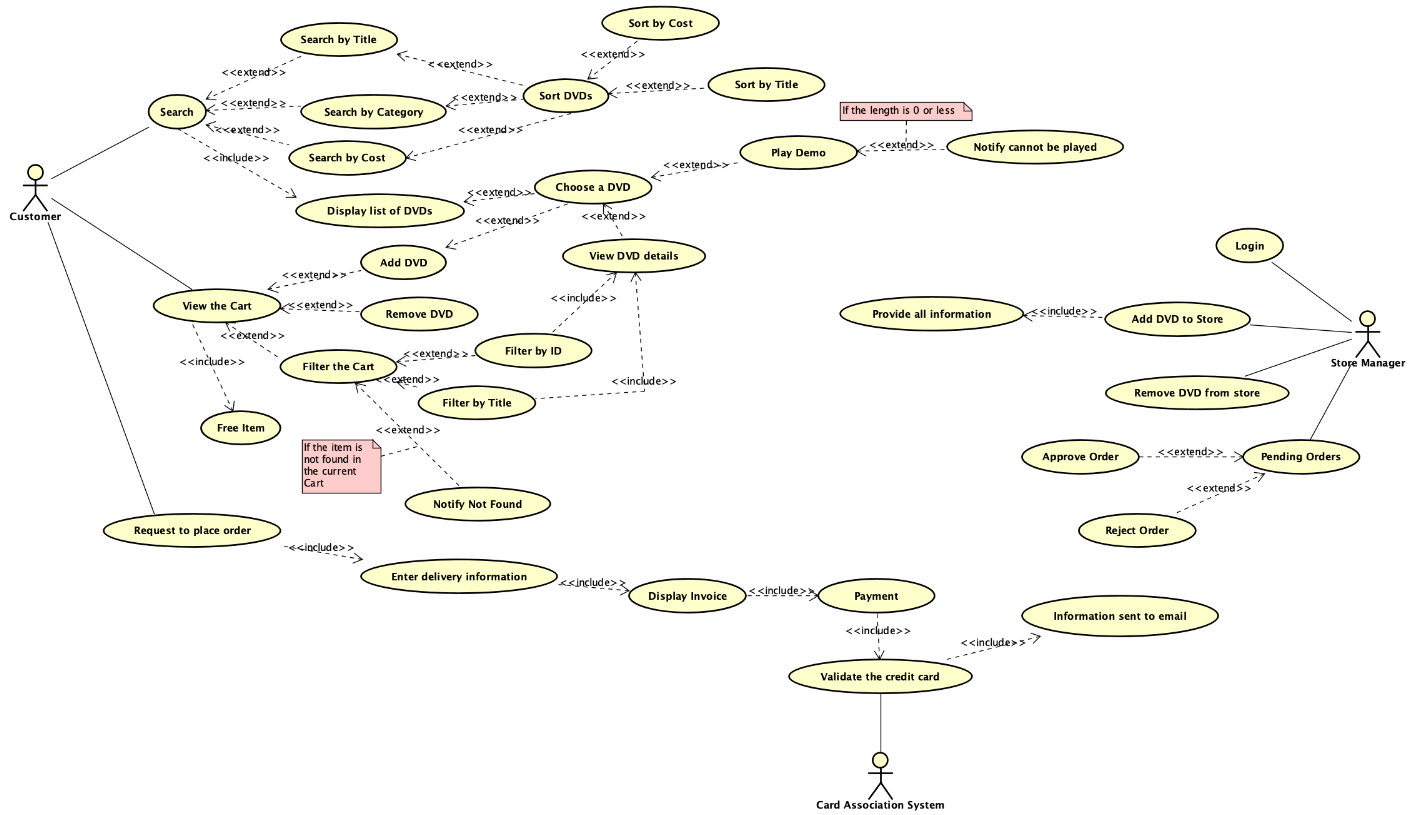 Sort by Cost
Search by Title
<<extend>>
<<extend>>
<<extend>>
Sort by Title
<<extend>>
Sort DVDs
<<extend>>
<<extend>>
Search
Search by Category
If the length is 0 or less
<<extend>>
<<extend>>
<<extend>>
Notify cannot be played
Play Demo
Search by Cost
<<include>>
<<extend>>
Choose a DVD
<<extend>>
Display list of DVDs
Customer
<<extend>>
<<extend>>
Login
View DVD details
Add DVD
<<extend>>
<<include>>
View the Cart
<<extend>>
Remove DVD
Provide all information
<<include>>
Add DVD to Store
<<extend>>
Filter by ID
<<extend>>
<<include>>
Store Manager
Filter the Cart
<<extend>>
<<include>>
Remove DVD from store
Filter by Title
Free Item
<<extend>>
If the item is
not found in
the current
Cart
Approve Order
<<extend>>
Pending Orders
<<extend>>
Notify Not Found
Request to place order
Reject Order
<<include>>
Enter delivery information
<<include>>
Display Invoice
<<include>>
Payment
Information sent to email
<<include>>
<<include>>
Validate the credit card
Card Association System